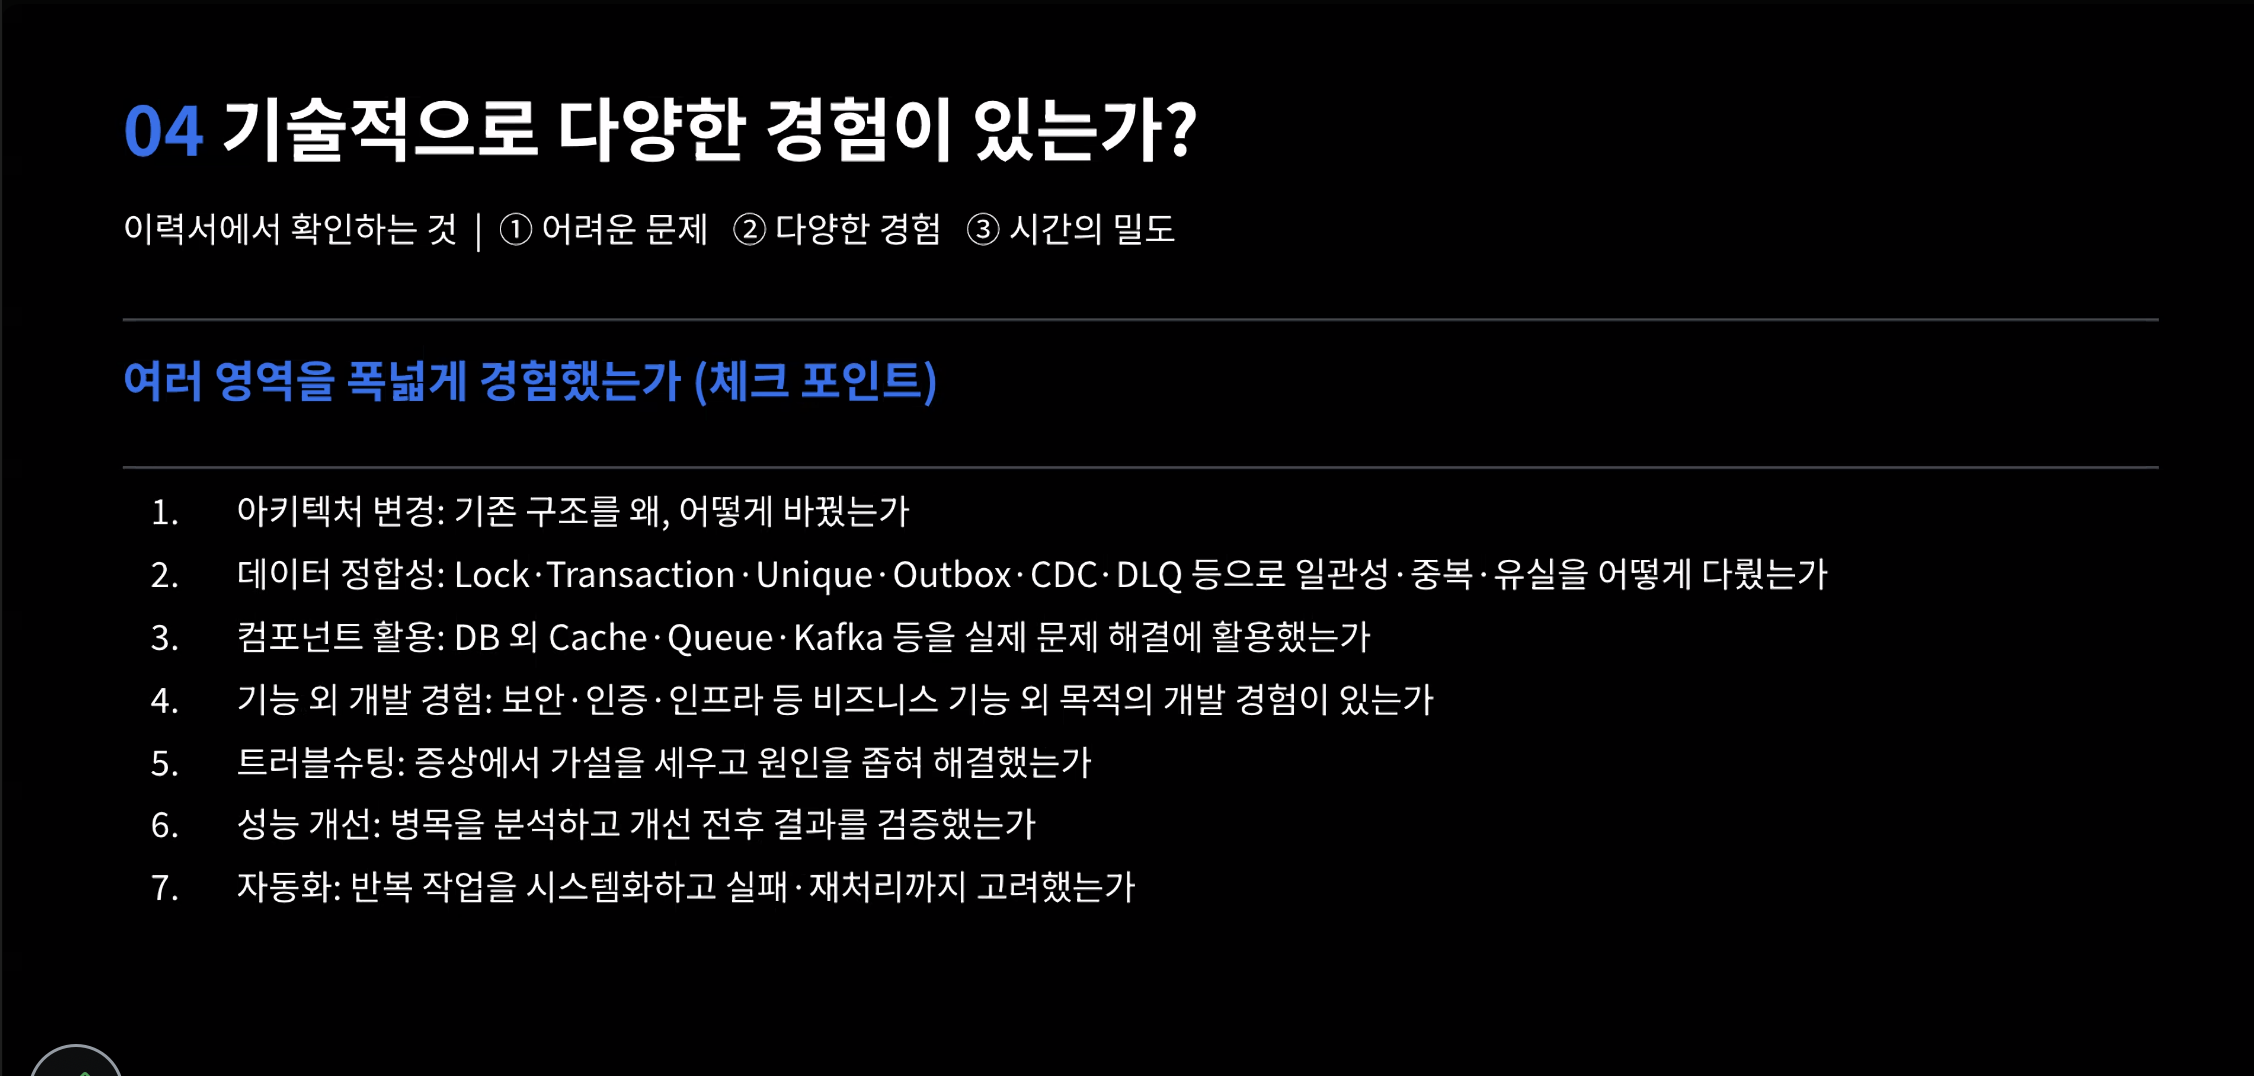 04 기술적으로 다양한 경험이 있는가?
이력서에서 확인하는 것 | ① 어려운 문제 ② 다양한 경험 ③ 시간의 밀도
여러 영역을 폭넓게 경험했는가 (체크 포인트)
1. 아키텍처 변경: 기존 구조를 왜, 어떻게 바꿨는가
2. 데이터 정합성: Lock·Transaction·Unique·Outbox·CDC·DLQ 등으로 일관성·중복·유실을 어떻게 다뤘는가
3. 컴포넌트 활용: DB 외 Cache·Queue·Kafka 등을 실제 문제 해결에 활용했는가
4. 기능 외 개발 경험: 보안·인증·인프라 등 비즈니스 기능 외 목적의 개발 경험이 있는가
5. 트러블슈팅: 증상에서 가설을 세우고 원인을 좁혀 해결했는가
6. 성능 개선: 병목을 분석하고 개선 전후 결과를 검증했는가
7. 자동화: 반복 작업을 시스템화하고 실패·재처리까지 고려했는가